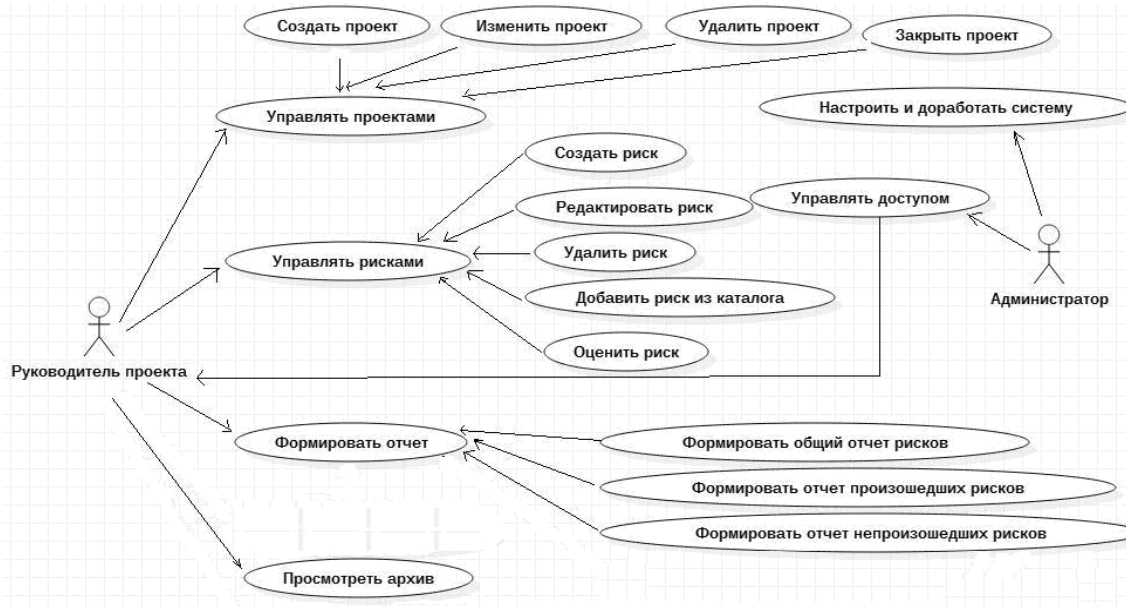 Создать проект
Изменить проект
Удалить проект
Закрыть проект
Управлять проектами
Настроить и доработать систему
Создать риск
Редактировать риск
Управлять доступом
Удалить риск
Управлять рисками
Добавить риск из каталога
Администратор
Оценить риск
Руководитель проекта
Формировать отчет
Формировать общий отчет рисков
Формировать отчет произошедших рисков
Формировать отчет непроизошедших рисков
Просмотреть архив